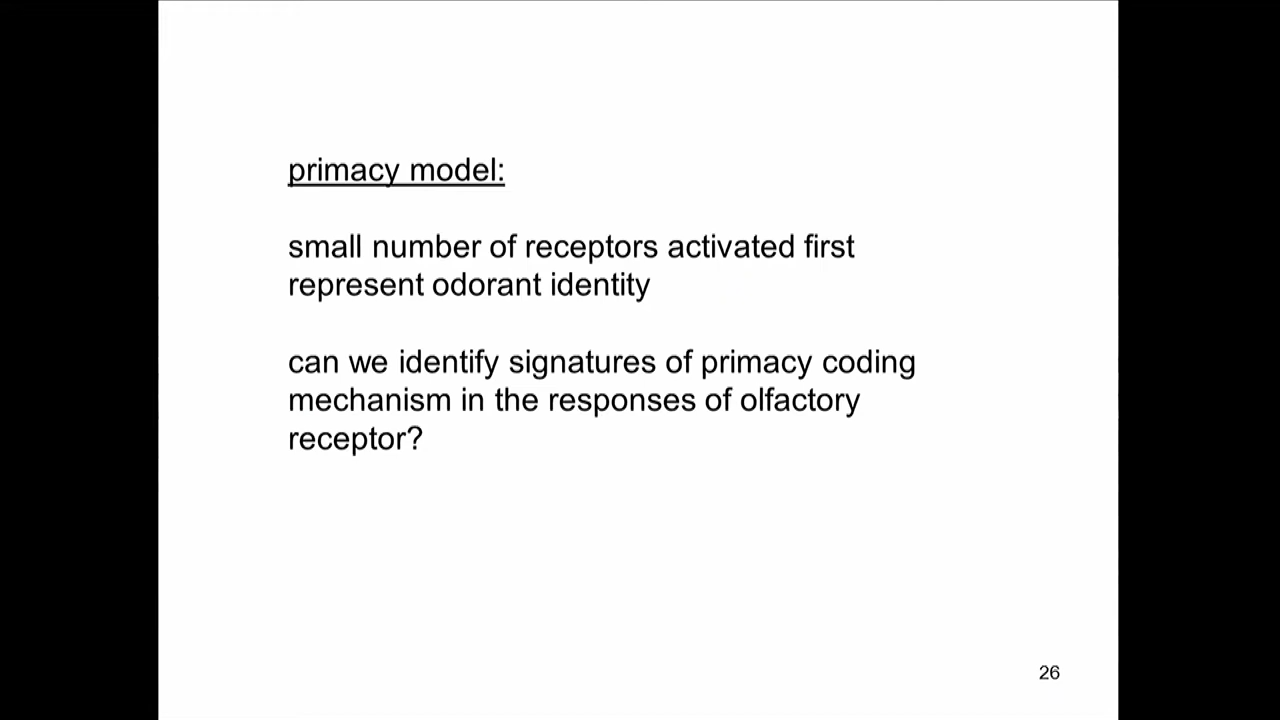 primacy model:
small number of receptors activated first
represent odorant identity
can we identify signatures of primacy coding
mechanism in the responses of olfactory
receptor?
26